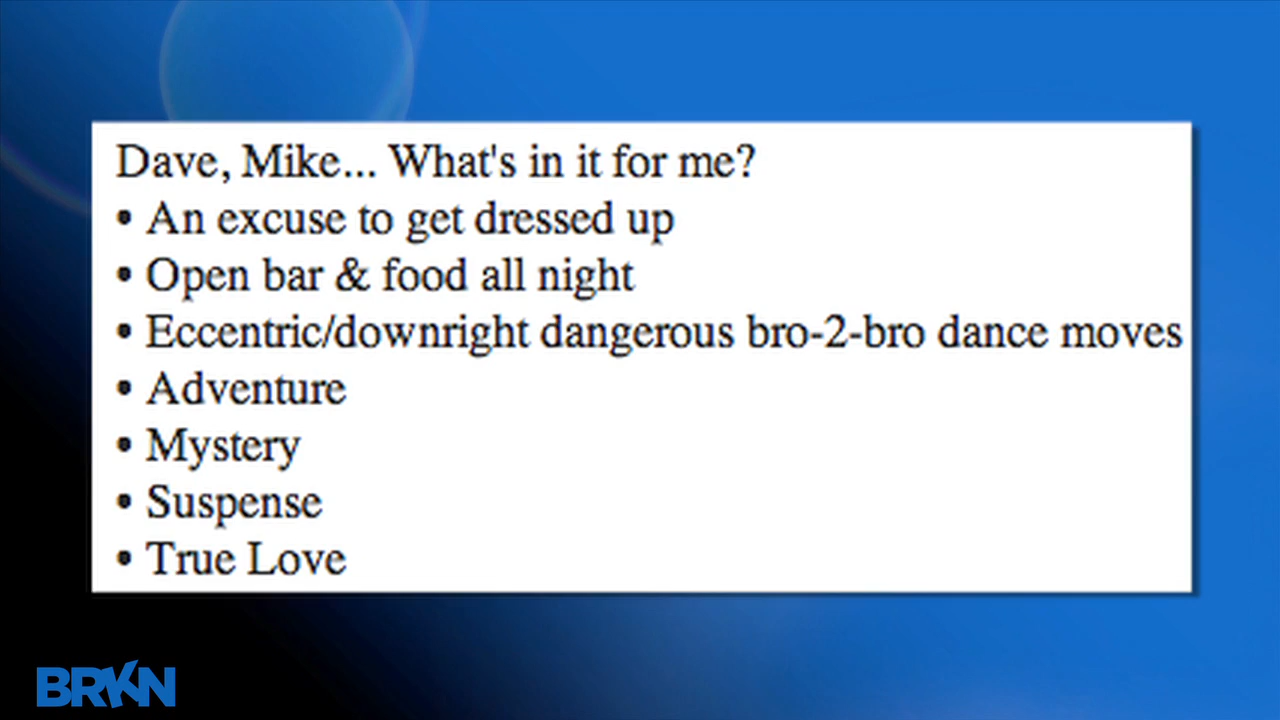 Dave, Mike... What's in it for me?
• An excuse to get dressed up
• Open bar & food all night
• Eccentric/downright dangerous bro-2-bro dance moves
• Adventure
• Mystery
• Suspense
• True Love
BRKN